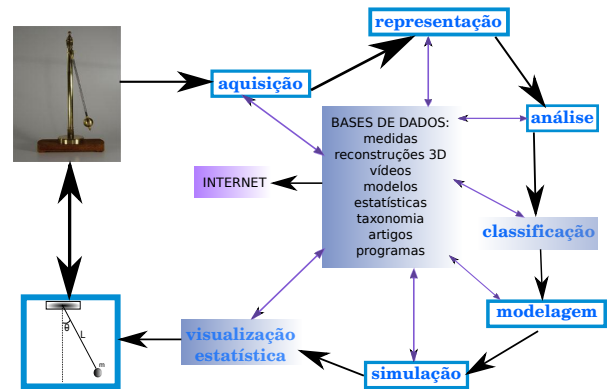 representação
aquisição
análise
BASES DE DADOS:
medidas
reconstruções 3D
vídeos
modelos
estatísticas
taxonomia
artigos
programas
INTERNET
classificação
modelagem
visualização
estatística
simulação
θ
L
m